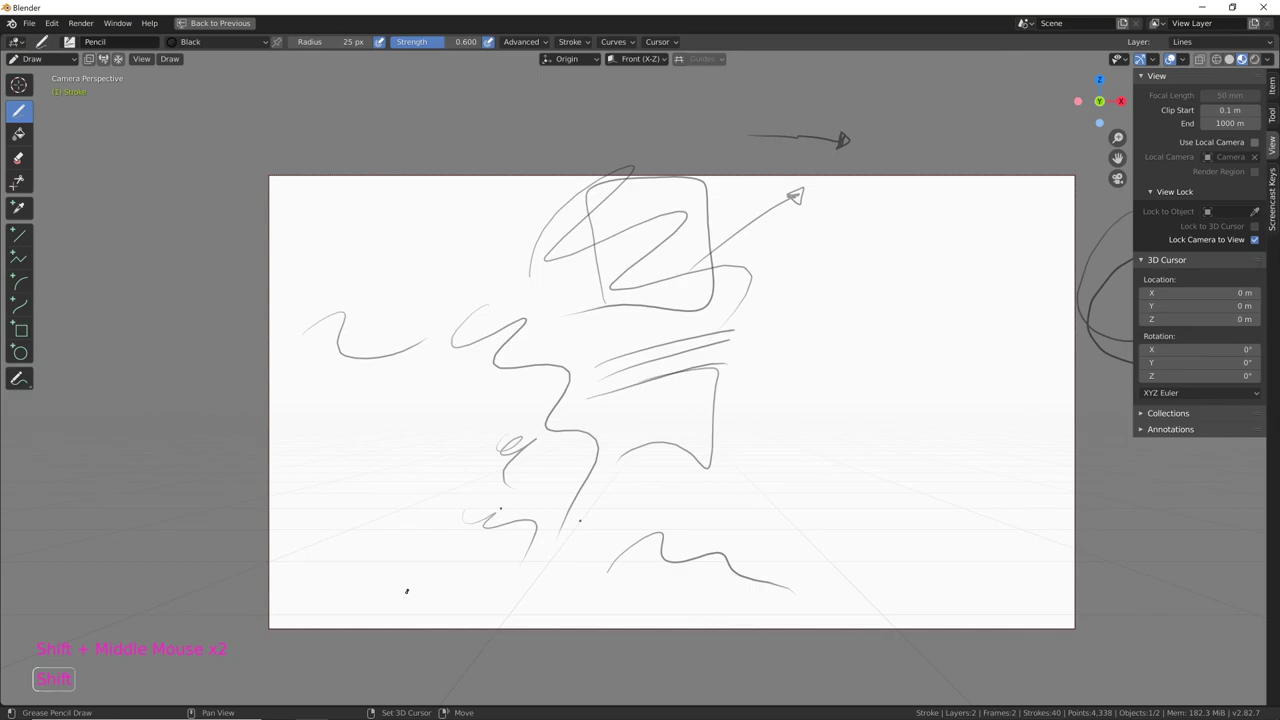 Blender
File Edit Render Window Help Back to Previous Scene View Layer
Pencil Black Radius 25 px Strength 0.600 Advanced Stroke Curves Cursor Layer: Lines
Draw View Draw Origin Front (X-Z) Guides
Camera Perspective
(1) Stroke
Z
Y
X
View
Focal Length 50 mm
Clip Start 0.1 m
End 1000 m
Use Local Camera
Local Camera Camera
Render Region
View Lock
Lock to Object
Lock to 3D Cursor
Lock Camera to View
3D Cursor
Location:
X 0 m
Y 0 m
Z 0 m
Rotation:
X 0°
Y 0°
Z 0°
XYZ Euler
Collections
Annotations
Item
Tool
View
Screencast Keys
Shift + Middle Mouse x2
Shift
Grease Pencil Draw Pan View Set 3D Cursor Move Stroke | Layers:2 | Frames:2 | Strokes:40 | Points:4,338 | Objects:1/2 | Mem: 182.3 MiB | v2.82.7